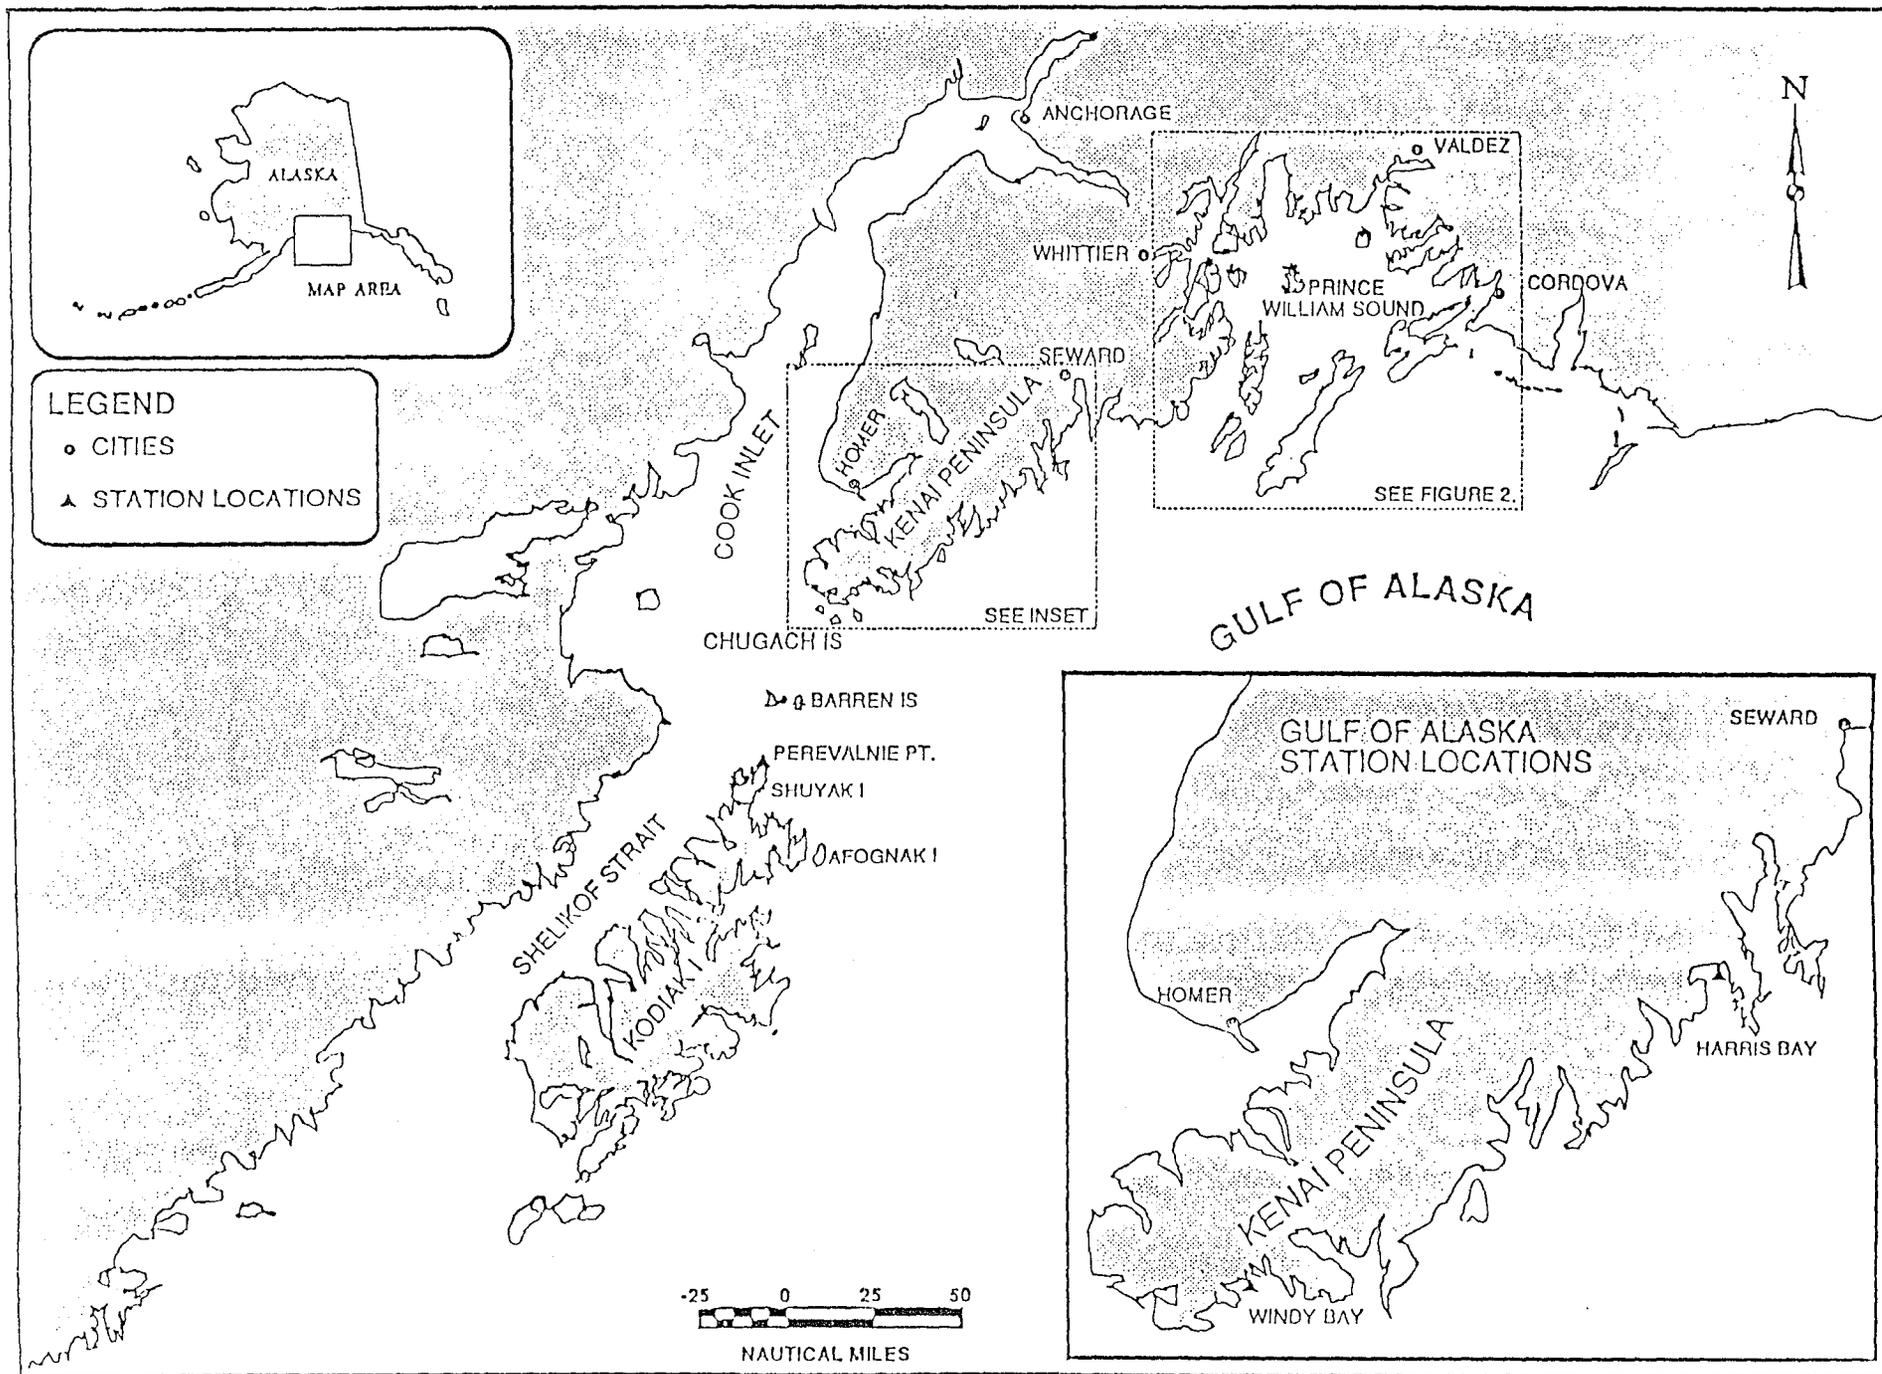 ALASKA
MAP AREA
LEGEND
CITIES
STATION LOCATIONS
N
ANCHORAGE
VALDEZ
WHITTIER
PRINCE
WILLIAM SOUND
CORDOVA
SEWARD
HOMER
KENAI PENINSULA
COOK INLET
SEE FIGURE 2.
SEE INSET
GULF OF ALASKA
CHUGACH IS
BARREN IS
PEREVALNIE PT.
SHUYAK I
AFOGNAK I
SHELIKOF STRAIT
KODIAK I
-25 0 25 50
NAUTICAL MILES
GULF OF ALASKA
STATION LOCATIONS
SEWARD
HOMER
HARRIS BAY
KENAI PENINSULA
WINDY BAY